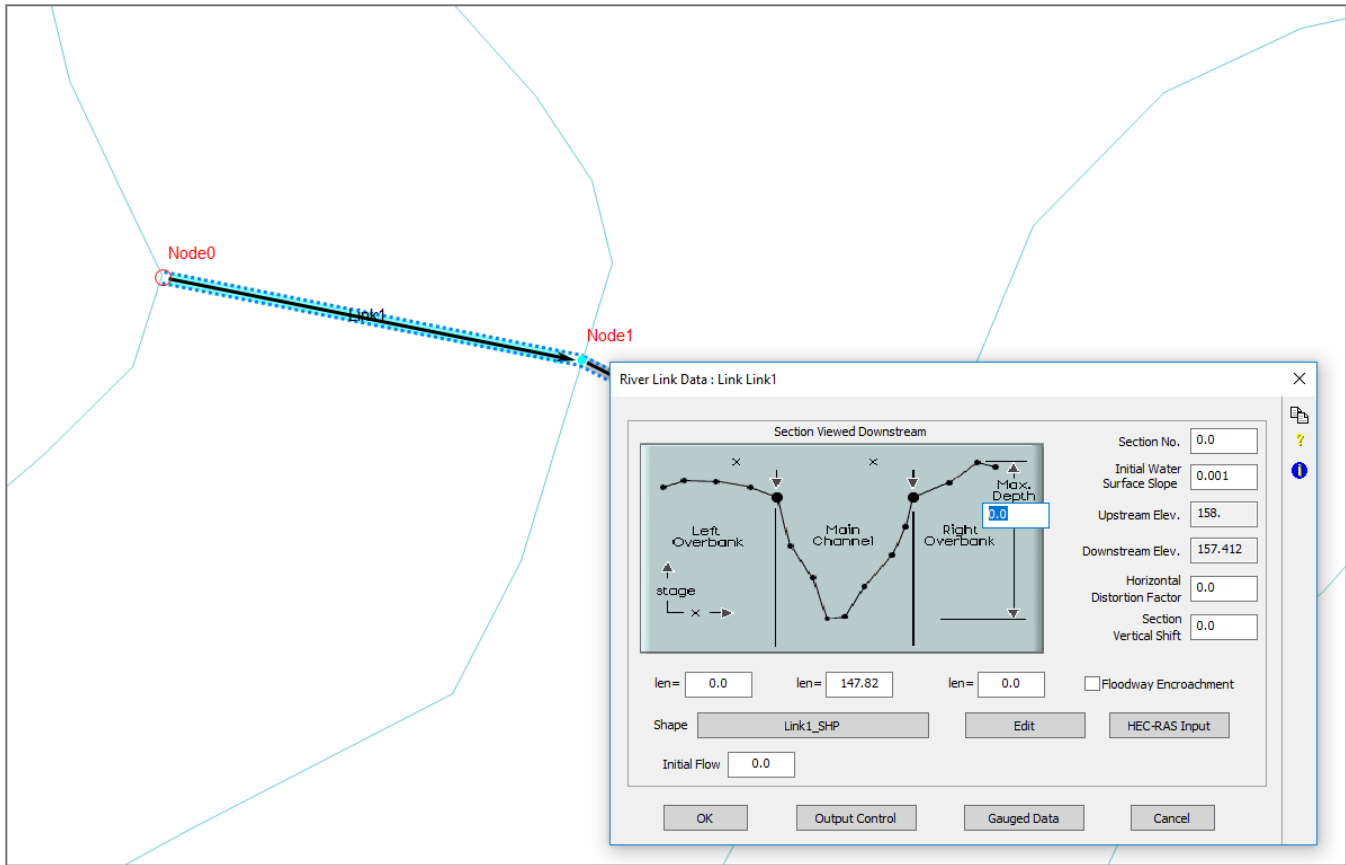 Node0
Link1
Node1
River Link Data : Link Link1
Section Viewed Downstream
x x
Max. Depth
0.0
Left Overbank
Main Channel
Right Overbank
stage
x
Section No. 0.0
Initial Water Surface Slope 0.001
Upstream Elev. 158.
Downstream Elev. 157.412
Horizontal Distortion Factor 0.0
Section Vertical Shift 0.0
len= 0.0 len= 147.82 len= 0.0 Floodway Encroachment
Shape Link1_SHP Edit HEC-RAS Input
Initial Flow 0.0
OK Output Control Gauged Data Cancel